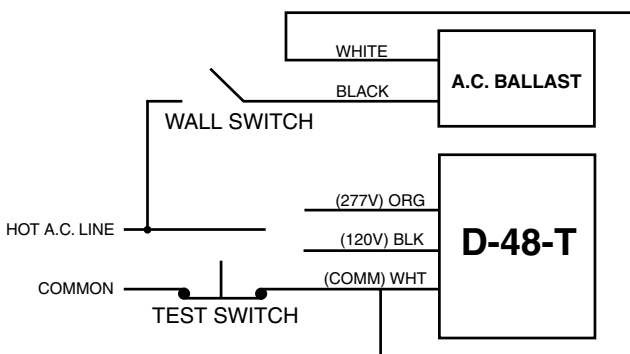 WHITE
A.C. BALLAST
BLACK
WALL SWITCH
(277V) ORG
HOT A.C. LINE
(120V) BLK
D-48-T
(COMM) WHT
COMMON
TEST SWITCH